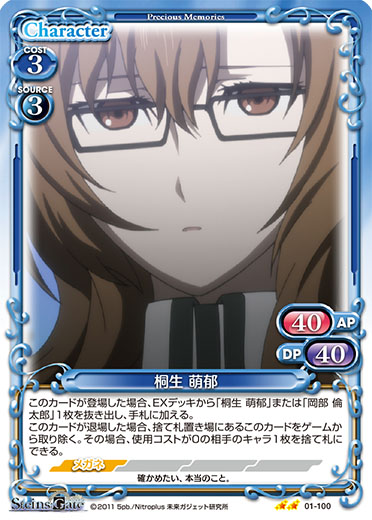 Precious Memories
Character
COST
3
SOURCE
3
40 AP
DP 40
桐生 萌郁
このカードが登場した場合、EXデッキから「桐生 萌郁」または「岡部 倫
太郎」1枚を抜き出し、手札に加える。
このカードが退場した場合、捨て札置き場にあるこのカードをゲーム
から取り除く。その場合、使用コストが0の相手のキャラ1枚を捨て札に
できる。
メガネ
確かめたい、本当のこと。
Steins;Gate
©2011 5pb./Nitroplus 未来ガジェット研究所
01-100